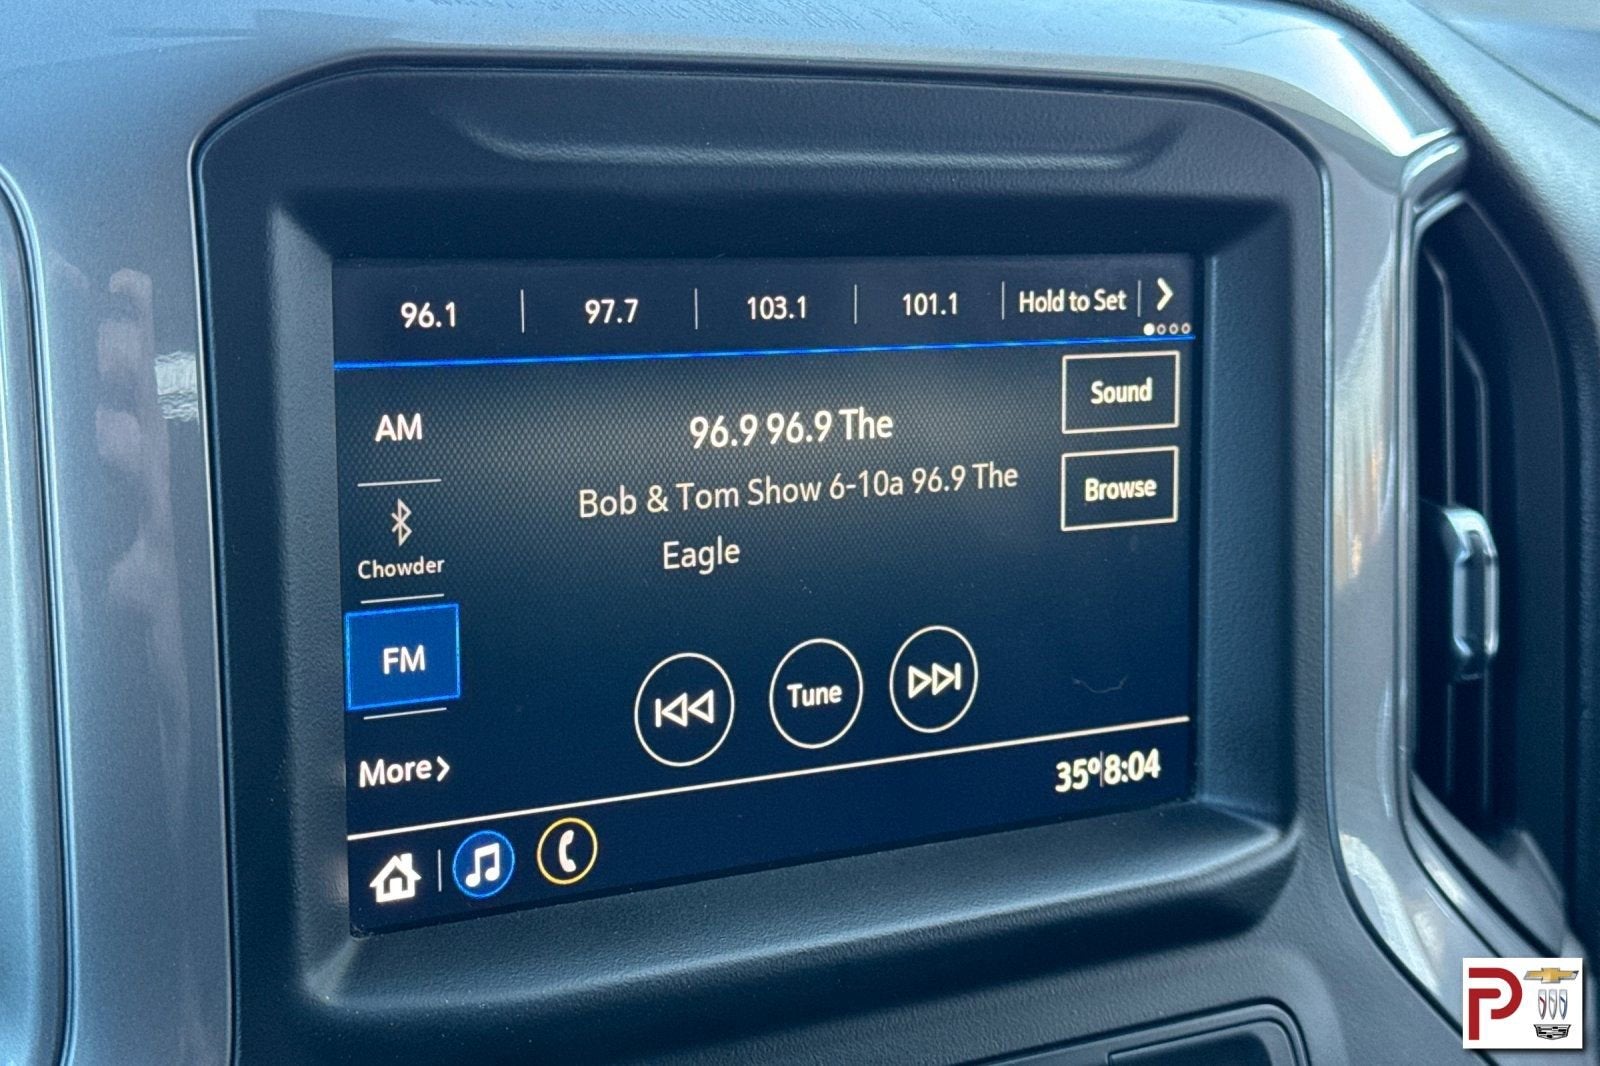 96.1 97.7 103.1 101.1 Hold to Set
Sound
AM
96.9 96.9 The
Bob & Tom Show 6-10a 96.9 The
Eagle
Browse
Chowder
FM
Tune
More
35°|8:04
P